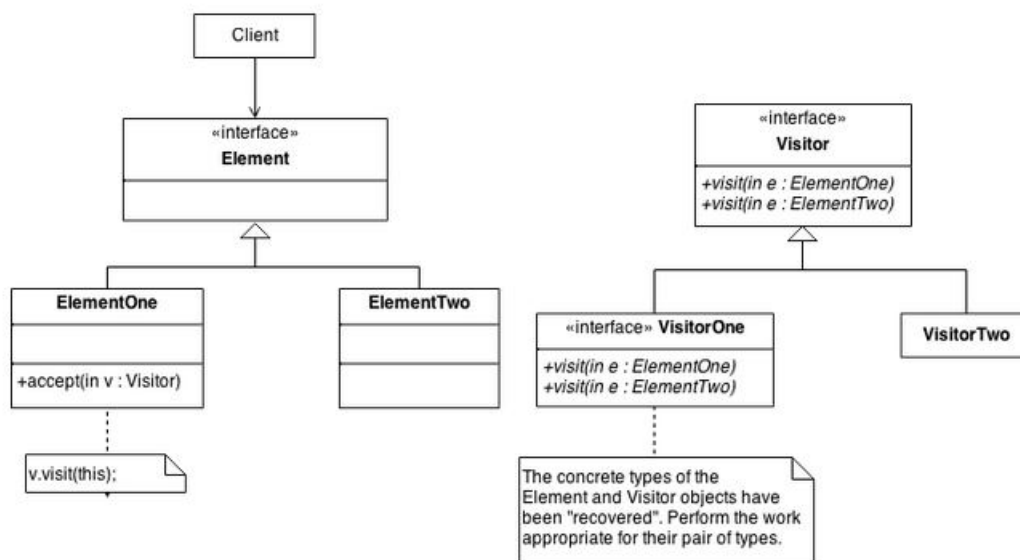 Client
«interface»
Element
ElementOne
+accept(in v : Visitor)
v.visit(this);
ElementTwo
«interface»
Visitor
+visit(in e : ElementOne)
+visit(in e : ElementTwo)
«interface» VisitorOne
+visit(in e : ElementOne)
+visit(in e : ElementTwo)
The concrete types of the
Element and Visitor objects have
been "recovered". Perform the work
appropriate for their pair of types.
VisitorTwo